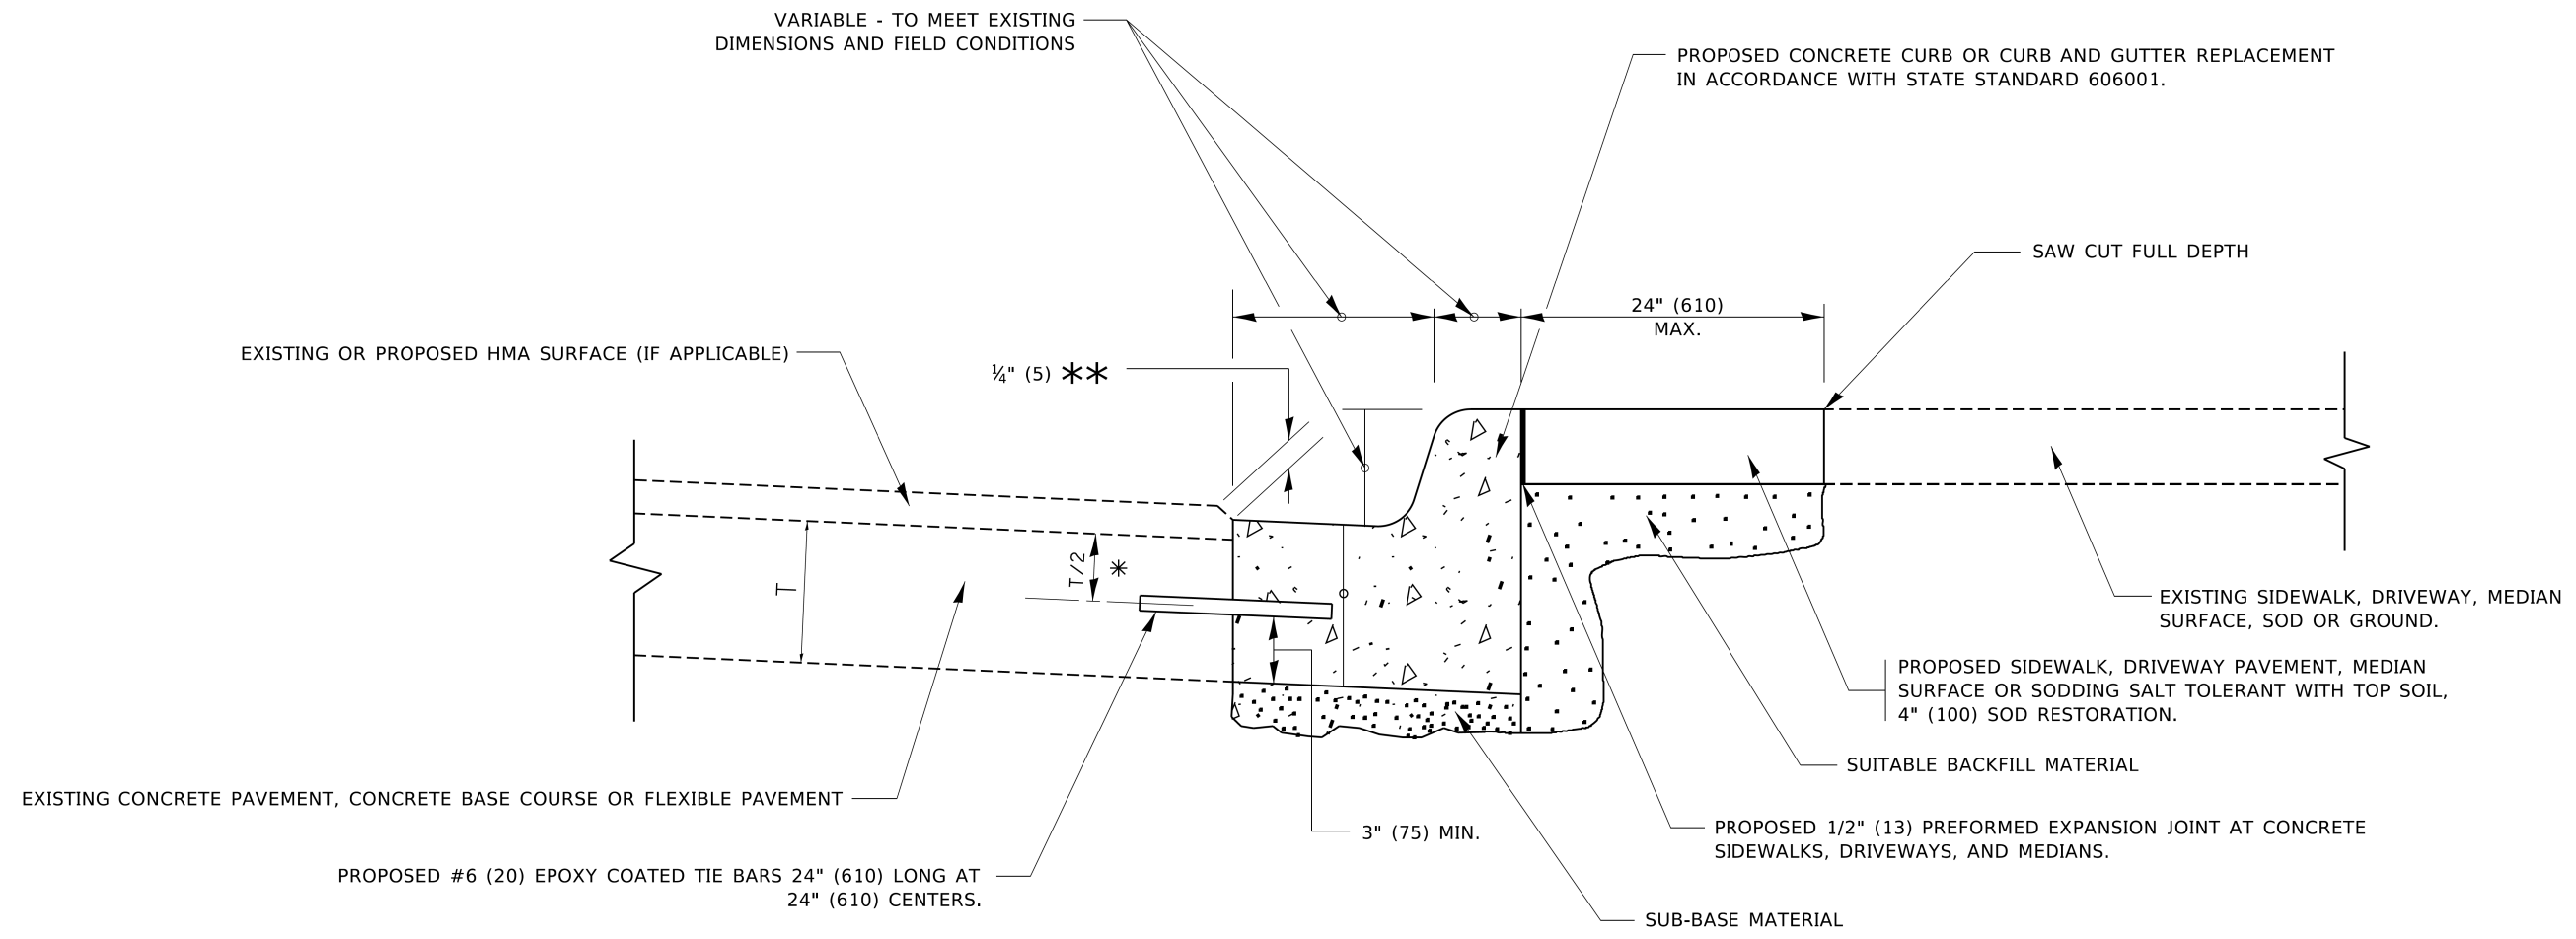 VARIABLE - TO MEET EXISTING
DIMENSIONS AND FIELD CONDITIONS
PROPOSED CONCRETE CURB OR CURB AND GUTTER REPLACEMENT
IN ACCORDANCE WITH STATE STANDARD 606001.
SAW CUT FULL DEPTH
24" (610)
MAX.
EXISTING OR PROPOSED HMA SURFACE (IF APPLICABLE)
¼" (5) **
T/2 *
T
EXISTING SIDEWALK, DRIVEWAY, MEDIAN
SURFACE, SOD OR GROUND.
PROPOSED SIDEWALK, DRIVEWAY PAVEMENT, MEDIAN
SURFACE OR SODDING SALT TOLERANT WITH TOP SOIL,
4" (100) SOD RESTORATION.
SUITABLE BACKFILL MATERIAL
EXISTING CONCRETE PAVEMENT, CONCRETE BASE COURSE OR FLEXIBLE PAVEMENT
3" (75) MIN.
PROPOSED 1/2" (13) PREFORMED EXPANSION JOINT AT CONCRETE
SIDEWALKS, DRIVEWAYS, AND MEDIANS.
PROPOSED #6 (20) EPOXY COATED TIE BARS 24" (610) LONG AT
24" (610) CENTERS.
SUB-BASE MATERIAL